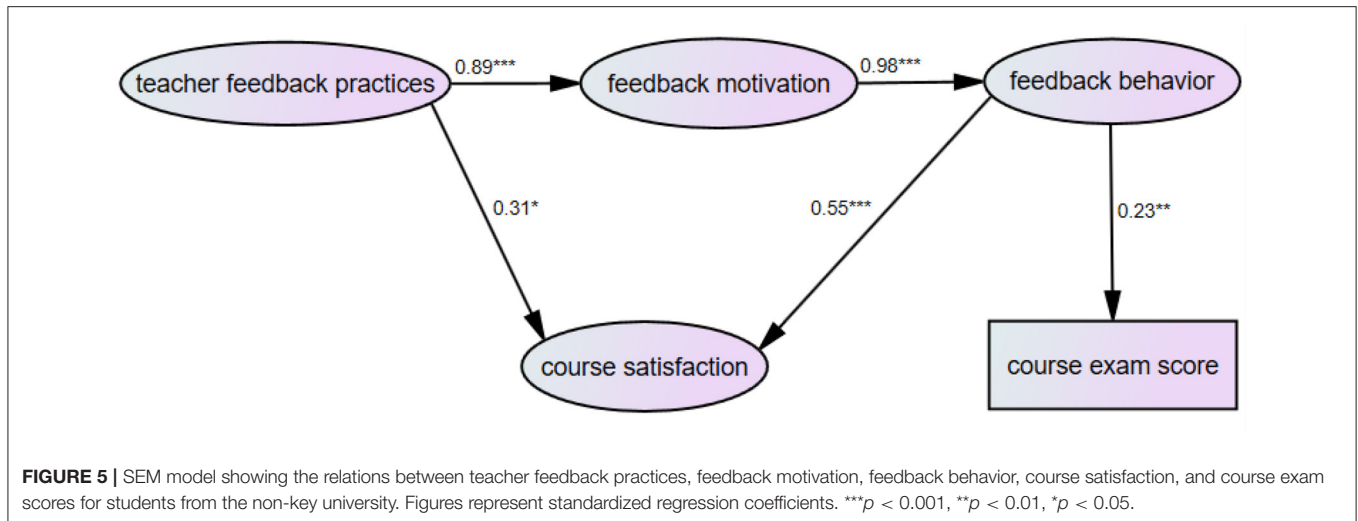 0.89***
0.98***
teacher feedback practices
feedback motivation
feedback behavior
0.31*
0.55***
0.23**
course satisfaction
course exam score
FIGURE 5 | SEM model showing the relations between teacher feedback practices, feedback motivation, feedback behavior, course satisfaction, and course exam
scores for students from the non-key university. Figures represent standardized regression coefficients. ***p < 0.001, **p < 0.01, *p < 0.05.